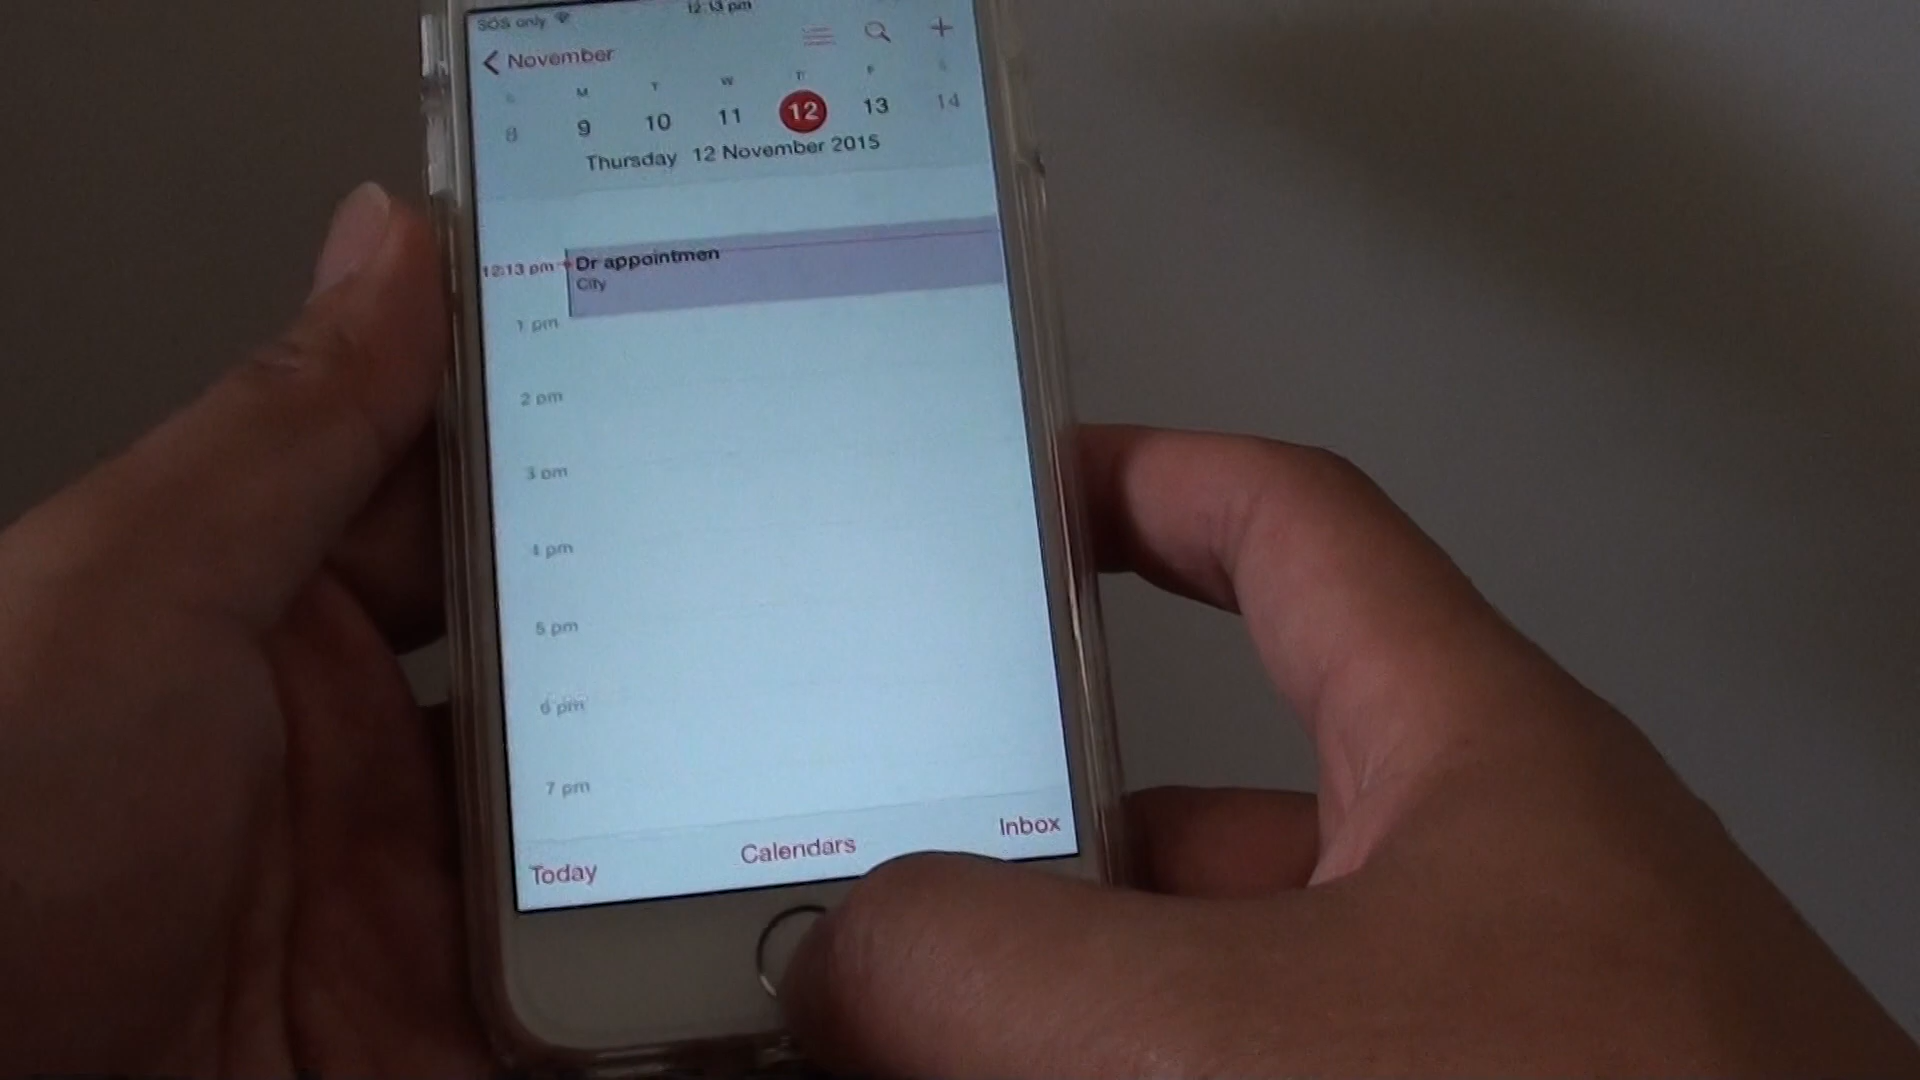 SOS only 12:13 pm
November
M T W T F
8 9 10 11 12 13 14
Thursday 12 November 2015
12:13 pm Dr appointmen
City
1 pm
2 pm
3 pm
4 pm
5 pm
6 pm
7 pm
Today Calendars Inbox